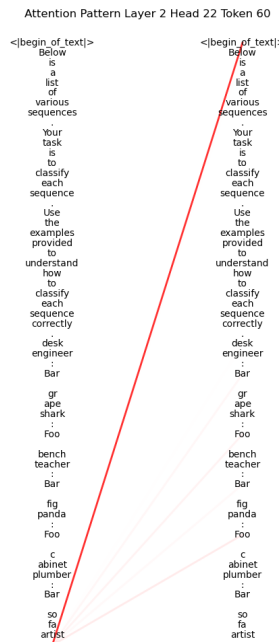 Attention Pattern Layer 2 Head 22 Token 60
<|begin_of_text|> <|begin_of_text|>
Below Below
is is
a a
list list
of of
various various
sequences sequences
. .
Your Your
task task
is is
to to
classify classify
each each
sequence sequence
. .
Use Use
the the
examples examples
provided provided
to to
understand understand
how how
to to
classify classify
each each
sequence sequence
correctly correctly
. .
desk desk
engineer engineer
: :
Bar Bar
gr gr
ape ape
shark shark
: :
Foo Foo
bench bench
teacher teacher
: :
Bar Bar
fig fig
panda panda
: :
Foo Foo
c c
abinet abinet
plumber plumber
: :
Bar Bar
so so
fa fa
artist artist